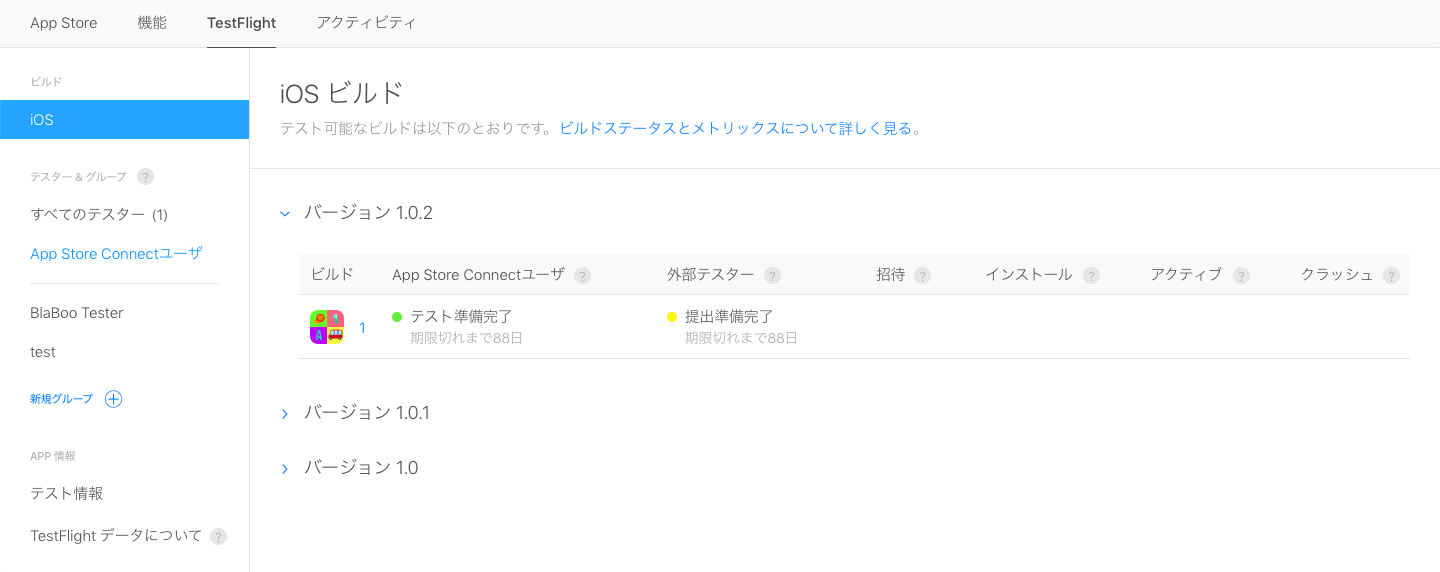 App Store 機能 TestFlight アクティビティ
ビルド
iOS
テスター & グループ ?
すべてのテスター (1)
App Store Connectユーザ
BlaBoo Tester
test
新規グループ
APP 情報
テスト情報
TestFlight データについて ?
iOS ビルド
テスト可能なビルドは以下のとおりです。ビルドステータスとメトリックスについて詳しく見る。
バージョン 1.0.2
ビルド App Store Connectユーザ ? 外部テスター ? 招待 ? インストール ? アクティブ ? クラッシュ ?
1 テスト準備完了 提出準備完了
期限切れまで88日 期限切れまで88日
バージョン 1.0.1
バージョン 1.0